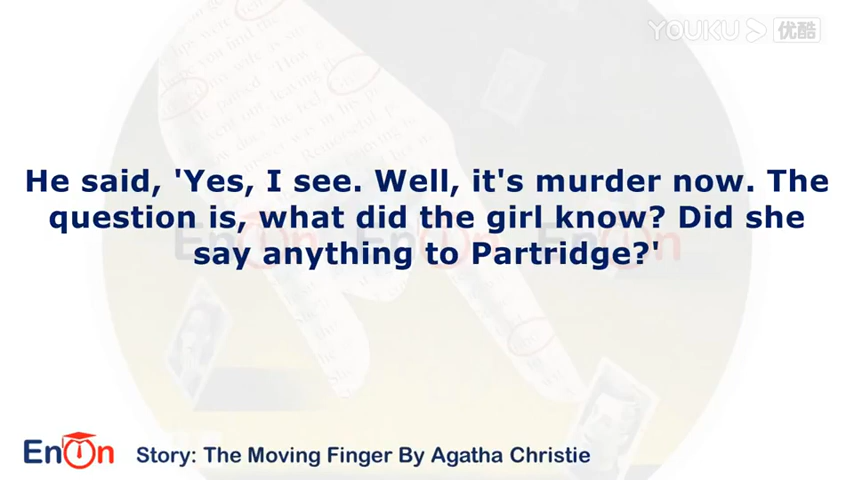 YOUKU 优酷
He said, 'Yes, I see. Well, it's murder now. The
question is, what did the girl know? Did she
say anything to Partridge?'
EnOn
Story: The Moving Finger By Agatha Christie